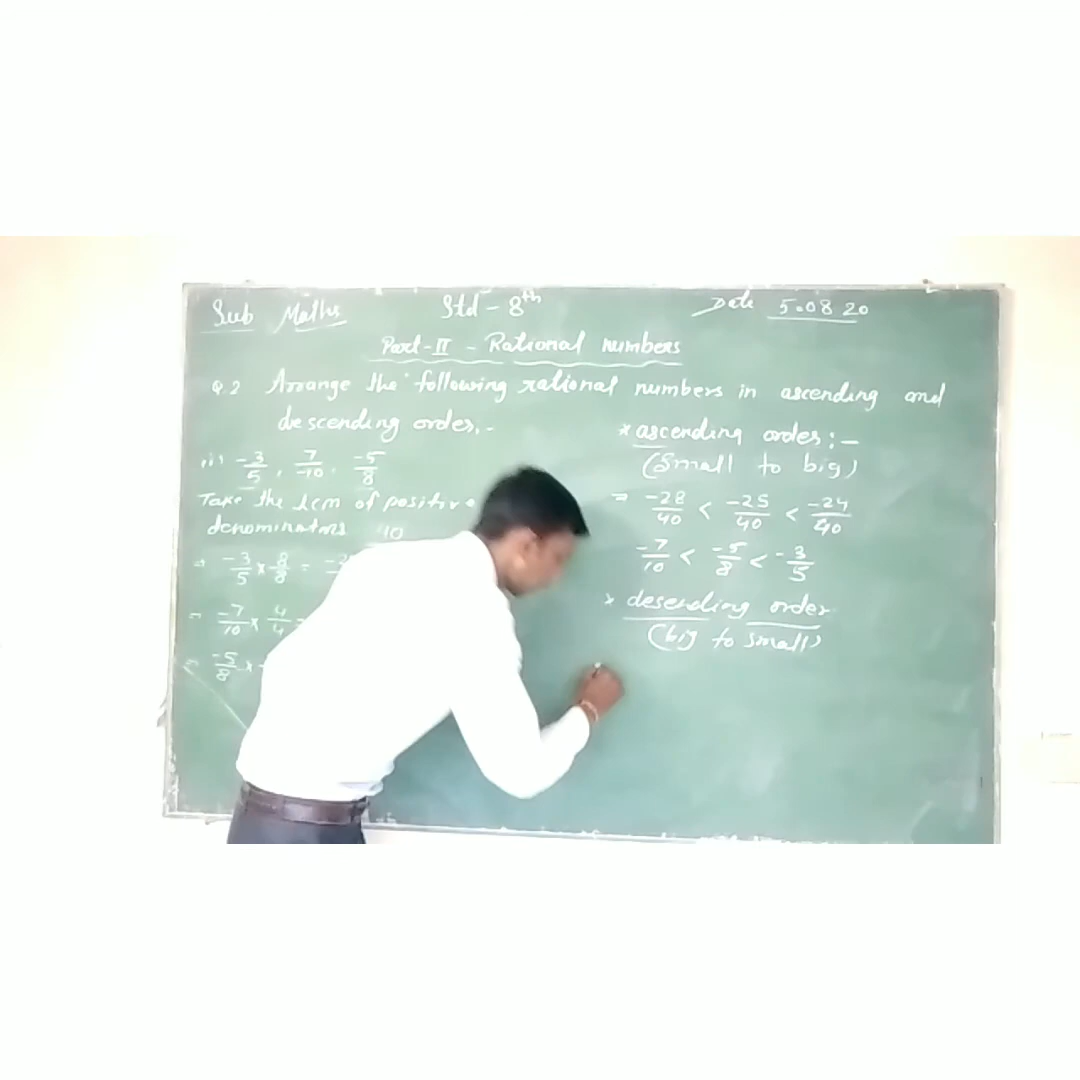 Sub Maths Std - 8th Date 5.08 20
Part-II - Rational numbers
Q.2 Arrange the following rational numbers in ascending and
descending order.-
-3/5 , 7/-10 , -5/8
Take the lcm of positive
denominators 40
-3/5 × 8/8 =
= -7/10 × 4/4 =
-5/8 ×
* ascending order :-
(Small to big)
= -28/40 < -25/40 < -24/40
-7/10 < -5/8 < -3/5
* desending order
(big to small)